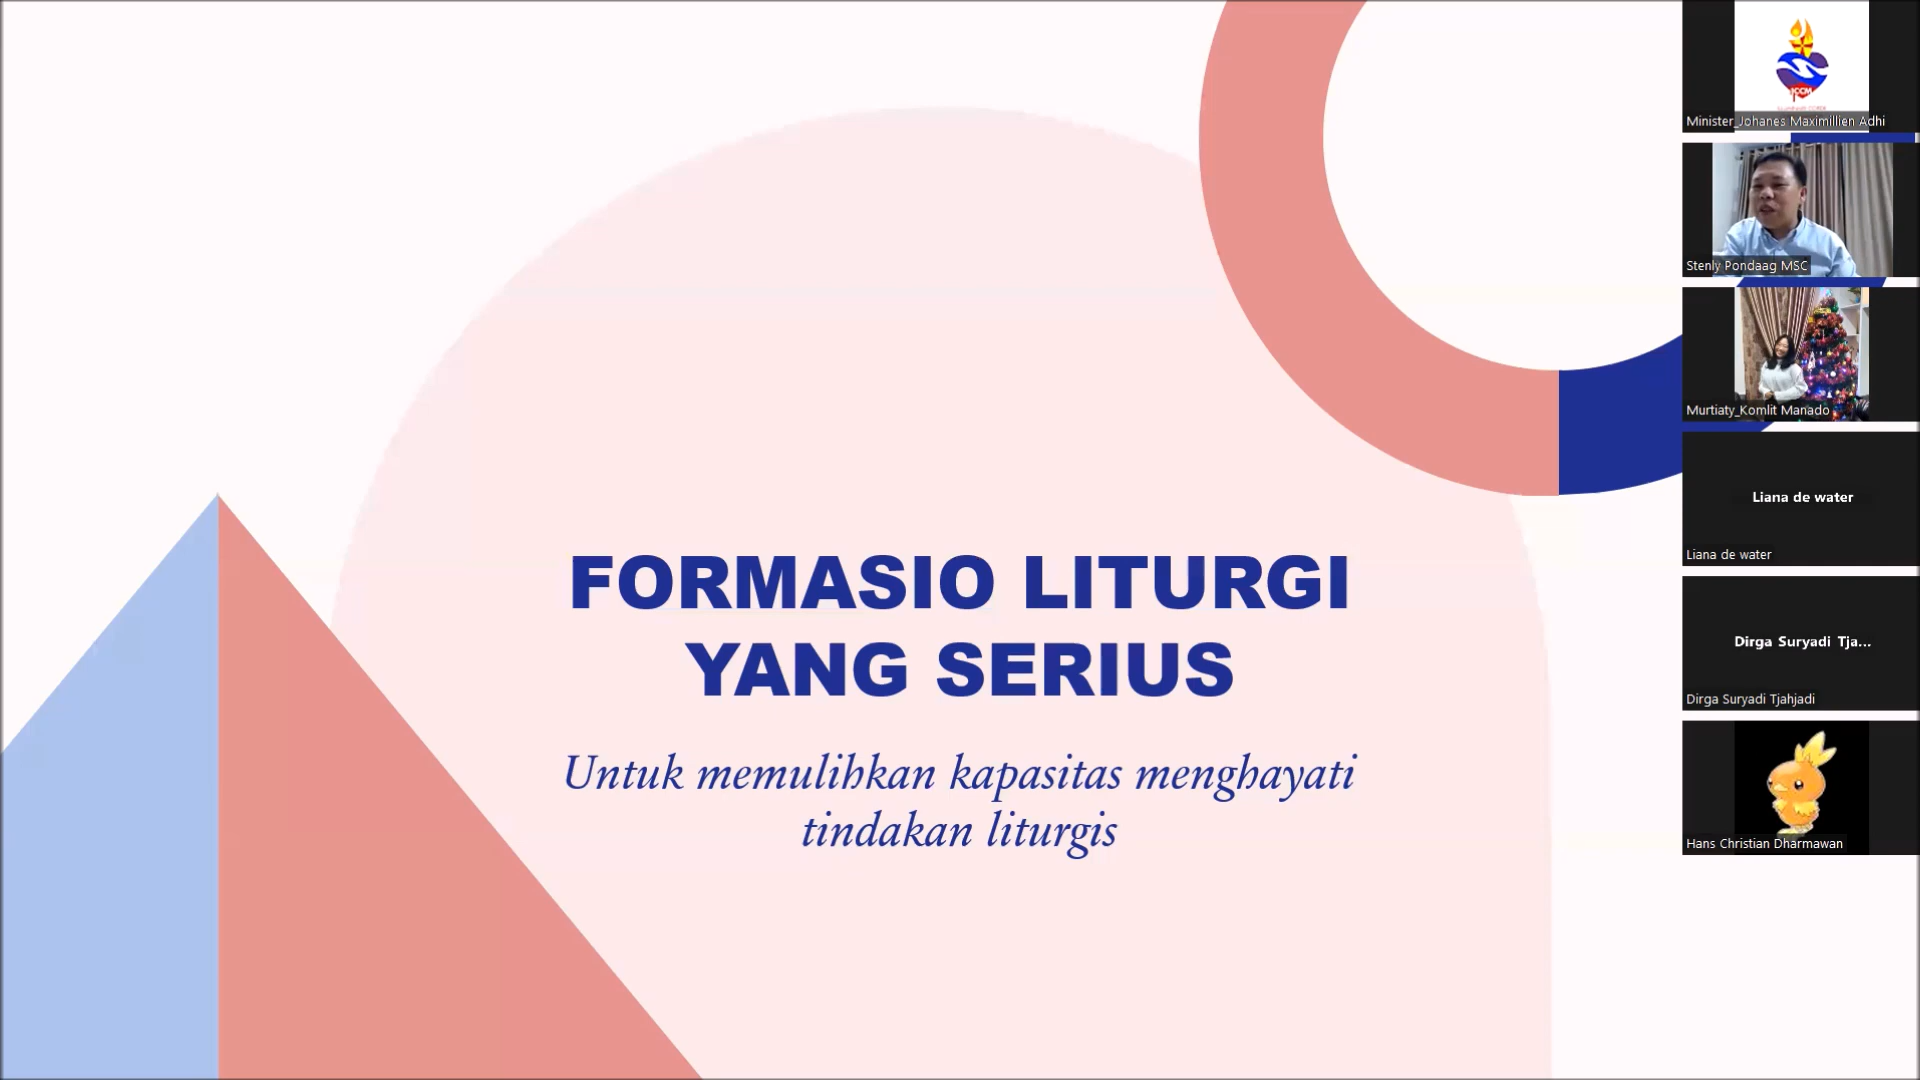 FORMASIO LITURGI
YANG SERIUS
Untuk memulihkan kapasitas menghayati
tindakan liturgis
JCCM
Minister_Johanes Maximillien Adhi
Stenly Pondaag MSC
Murtiaty_Komlit Manado
Liana de water
Liana de water
Dirga Suryadi Tja...
Dirga Suryadi Tjahjadi
Hans Christian Dharmawan